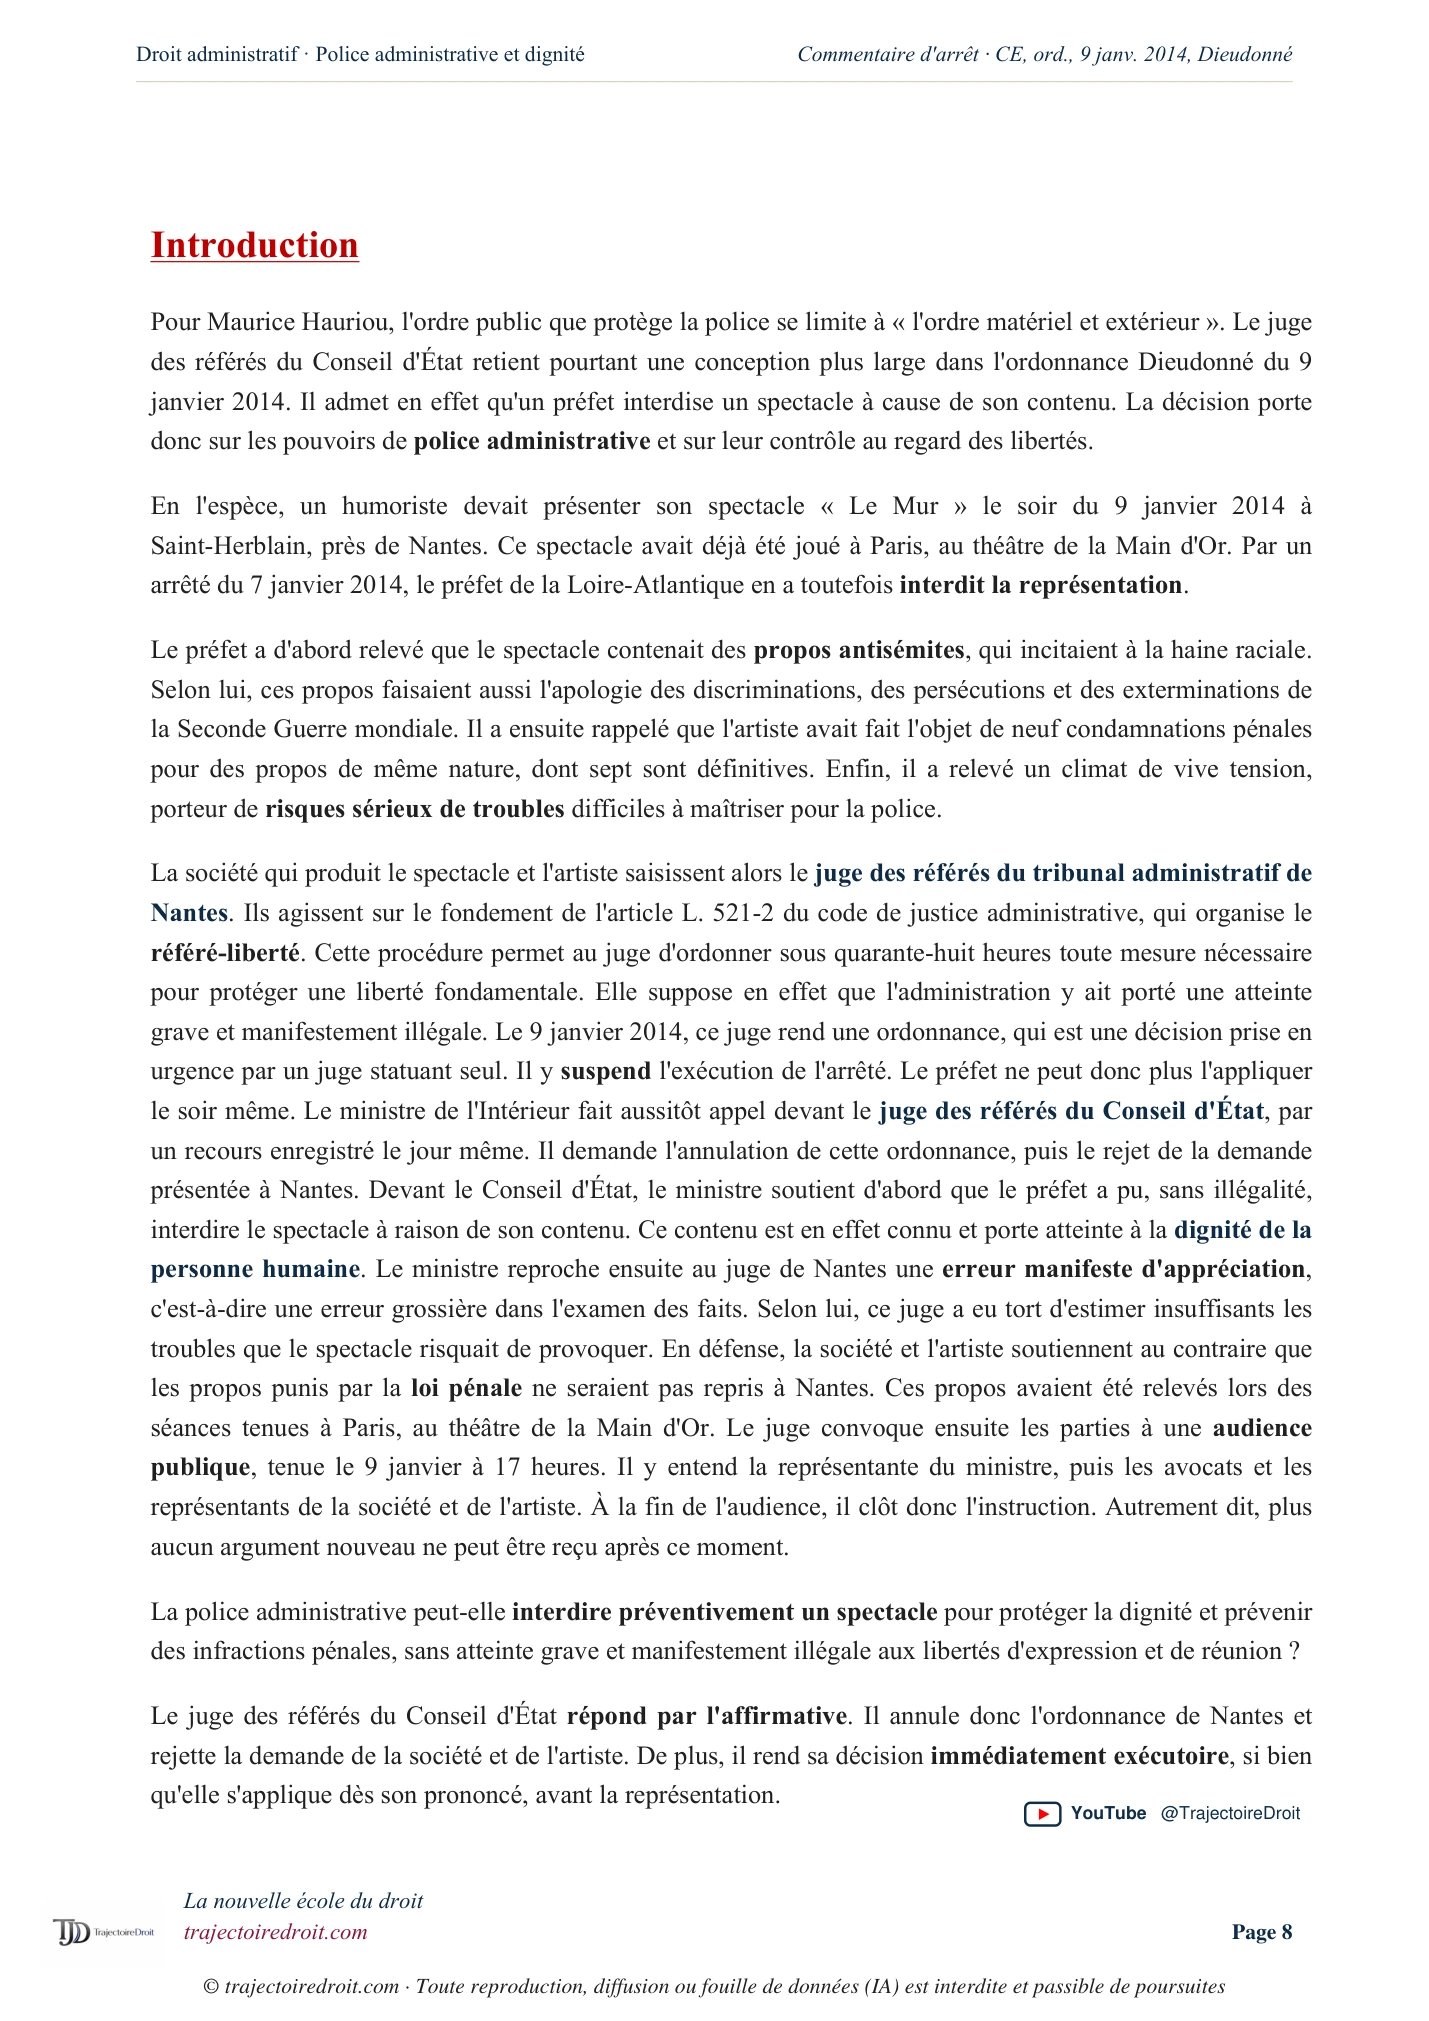 Droit administratif · Police administrative et dignité
Commentaire d'arrêt · CE, ord., 9 janv. 2014, Dieudonné
Introduction
Pour Maurice Hauriou, l'ordre public que protège la police se limite à « l'ordre matériel et extérieur ». Le juge
des référés du Conseil d'État retient pourtant une conception plus large dans l'ordonnance Dieudonné du 9
janvier 2014. Il admet en effet qu'un préfet interdise un spectacle à cause de son contenu. La décision porte
donc sur les pouvoirs de police administrative et sur leur contrôle au regard des libertés.
En l'espèce, un humoriste devait présenter son spectacle « Le Mur » le soir du 9 janvier 2014 à
Saint-Herblain, près de Nantes. Ce spectacle avait déjà été joué à Paris, au théâtre de la Main d'Or. Par un
arrêté du 7 janvier 2014, le préfet de la Loire-Atlantique en a toutefois interdit la représentation.
Le préfet a d'abord relevé que le spectacle contenait des propos antisémites, qui incitaient à la haine raciale.
Selon lui, ces propos faisaient aussi l'apologie des discriminations, des persécutions et des exterminations de
la Seconde Guerre mondiale. Il a ensuite rappelé que l'artiste avait fait l'objet de neuf condamnations pénales
pour des propos de même nature, dont sept sont définitives. Enfin, il a relevé un climat de vive tension,
porteur de risques sérieux de troubles difficiles à maîtriser pour la police.
La société qui produit le spectacle et l'artiste saisissent alors le juge des référés du tribunal administratif de
Nantes. Ils agissent sur le fondement de l'article L. 521-2 du code de justice administrative, qui organise le
référé-liberté. Cette procédure permet au juge d'ordonner sous quarante-huit heures toute mesure nécessaire
pour protéger une liberté fondamentale. Elle suppose en effet que l'administration y ait porté une atteinte
grave et manifestement illégale. Le 9 janvier 2014, ce juge rend une ordonnance, qui est une décision prise en
urgence par un juge statuant seul. Il y suspend l'exécution de l'arrêté. Le préfet ne peut donc plus l'appliquer
le soir même. Le ministre de l'Intérieur fait aussitôt appel devant le juge des référés du Conseil d'État, par
un recours enregistré le jour même. Il demande l'annulation de cette ordonnance, puis le rejet de la demande
présentée à Nantes. Devant le Conseil d'État, le ministre soutient d'abord que le préfet a pu, sans illégalité,
interdire le spectacle à raison de son contenu. Ce contenu est en effet connu et porte atteinte à la dignité de la
personne humaine. Le ministre reproche ensuite au juge de Nantes une erreur manifeste d'appréciation,
c'est-à-dire une erreur grossière dans l'examen des faits. Selon lui, ce juge a eu tort d'estimer insuffisants les
troubles que le spectacle risquait de provoquer. En défense, la société et l'artiste soutiennent au contraire que
les propos punis par la loi pénale ne seraient pas repris à Nantes. Ces propos avaient été relevés lors des
séances tenues à Paris, au théâtre de la Main d'Or. Le juge convoque ensuite les parties à une audience
publique, tenue le 9 janvier à 17 heures. Il y entend la représentante du ministre, puis les avocats et les
représentants de la société et de l'artiste. À la fin de l'audience, il clôt donc l'instruction. Autrement dit, plus
aucun argument nouveau ne peut être reçu après ce moment.
La police administrative peut-elle interdire préventivement un spectacle pour protéger la dignité et prévenir
des infractions pénales, sans atteinte grave et manifestement illégale aux libertés d'expression et de réunion ?
Le juge des référés du Conseil d'État répond par l'affirmative. Il annule donc l'ordonnance de Nantes et
rejette la demande de la société et de l'artiste. De plus, il rend sa décision immédiatement exécutoire, si bien
qu'elle s'applique dès son prononcé, avant la représentation.
YouTube @TrajectoireDroit
La nouvelle école du droit
TJD TrajectoireDroit
trajectoiredroit.com
Page 8
© trajectoiredroit.com · Toute reproduction, diffusion ou fouille de données (IA) est interdite et passible de poursuites